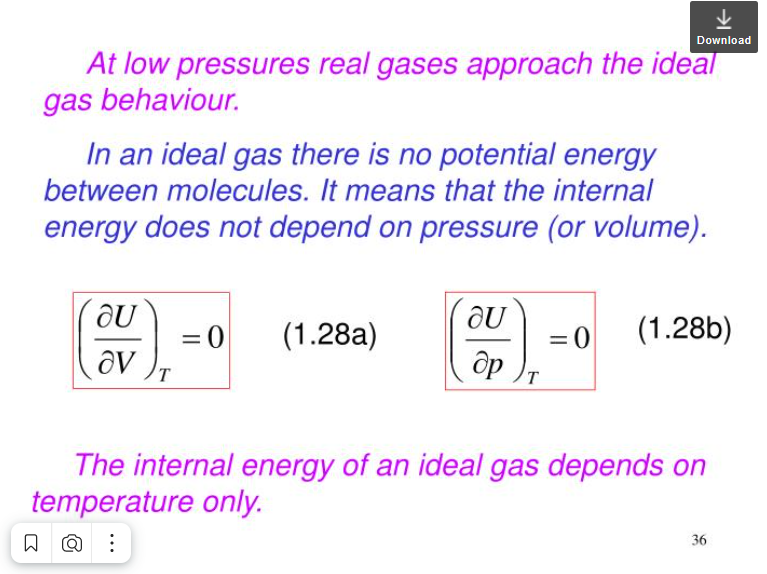 Download
At low pressures real gases approach the ideal
gas behaviour.
In an ideal gas there is no potential energy
between molecules. It means that the internal
energy does not depend on pressure (or volume).
(∂U/∂V)_T = 0 (1.28a) (∂U/∂p)_T = 0 (1.28b)
The internal energy of an ideal gas depends on
temperature only.
36